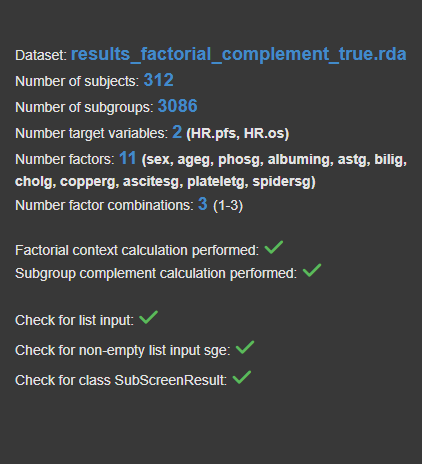 Dataset: results_factorial_complement_true.rda
Number of subjects: 312
Number of subgroups: 3086
Number target variables: 2 (HR.pfs, HR.os)
Number factors: 11 (sex, ageg, phosg, albuming, astg, bilig,
cholg, copperg, ascitesg, plateletg, spidersg)
Number factor combinations: 3 (1-3)
Factorial context calculation performed: ✓
Subgroup complement calculation performed: ✓
Check for list input: ✓
Check for non-empty list input sge: ✓
Check for class SubScreenResult: ✓